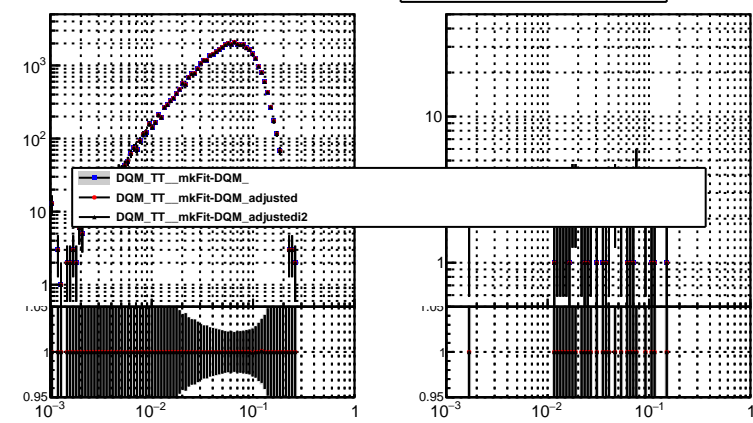 10³
10²
10
1
10
1
DQM_TT__mkFit-DQM_
DQM_TT__mkFit-DQM_adjusted
DQM_TT__mkFit-DQM_adjustedi2
1.05
1
0.95
1.05
1
0.95
10⁻³ 10⁻² 10⁻¹ 1
10⁻³ 10⁻² 10⁻¹ 1